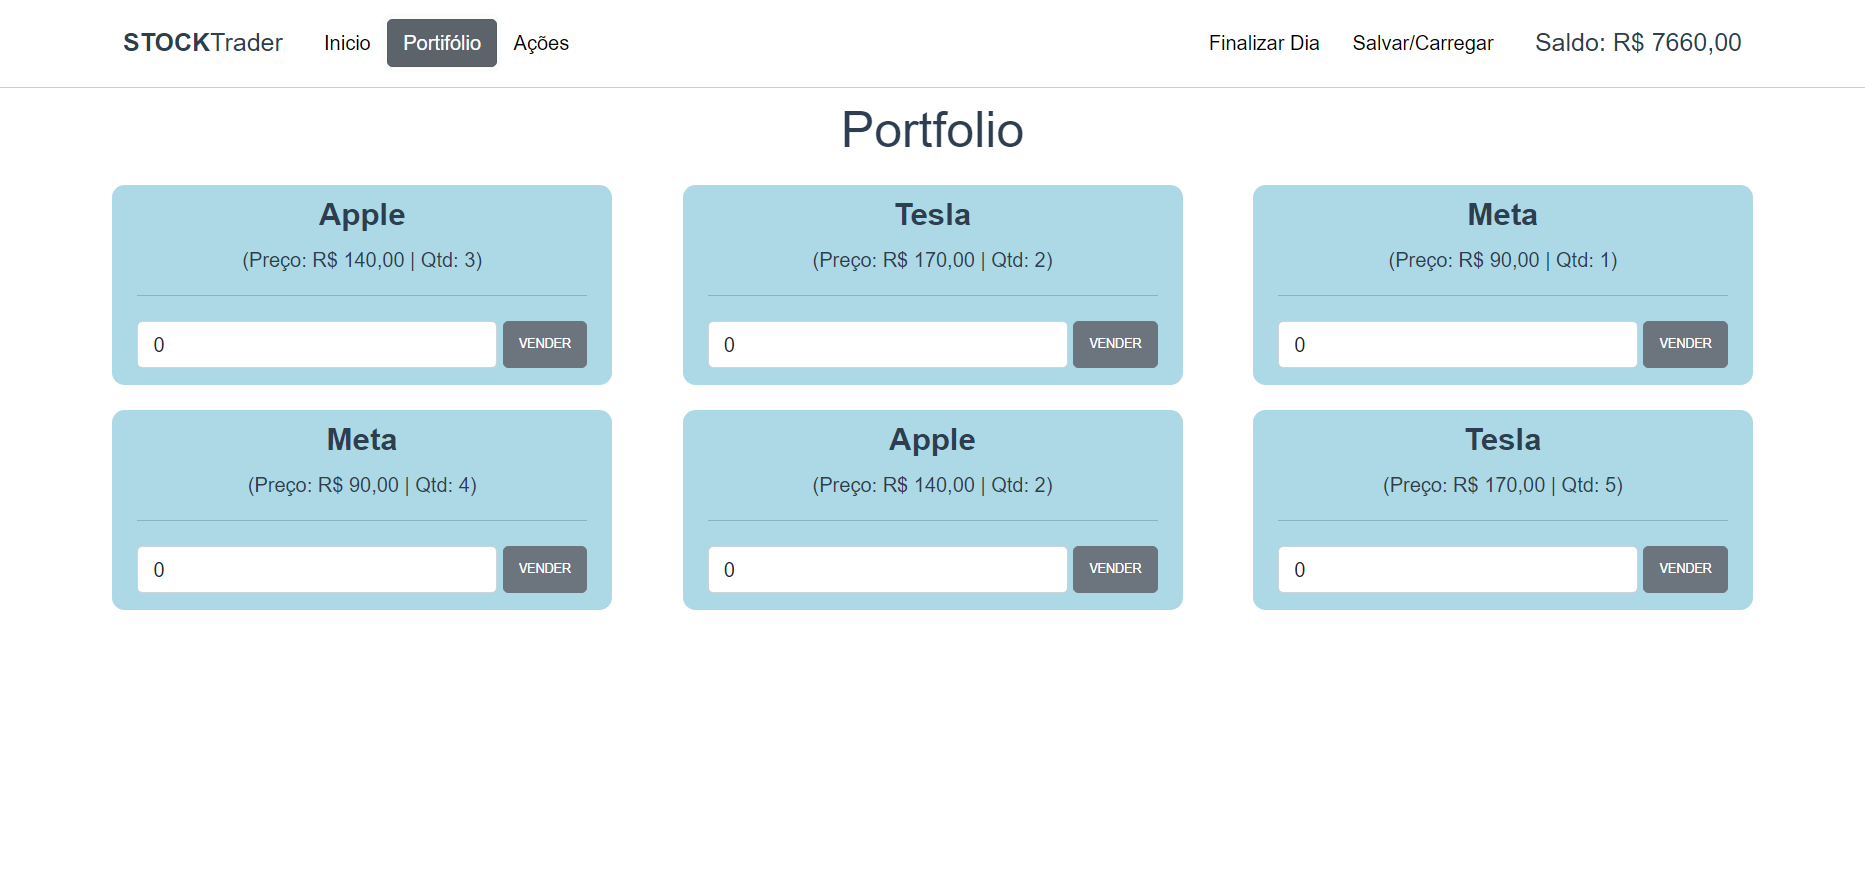 STOCKTrader Inicio Portifólio Ações Finalizar Dia Salvar/Carregar Saldo: R$ 7660,00
Portfolio
Apple
(Preço: R$ 140,00 | Qtd: 3)
0 VENDER
Tesla
(Preço: R$ 170,00 | Qtd: 2)
0 VENDER
Meta
(Preço: R$ 90,00 | Qtd: 1)
0 VENDER
Meta
(Preço: R$ 90,00 | Qtd: 4)
0 VENDER
Apple
(Preço: R$ 140,00 | Qtd: 2)
0 VENDER
Tesla
(Preço: R$ 170,00 | Qtd: 5)
0 VENDER